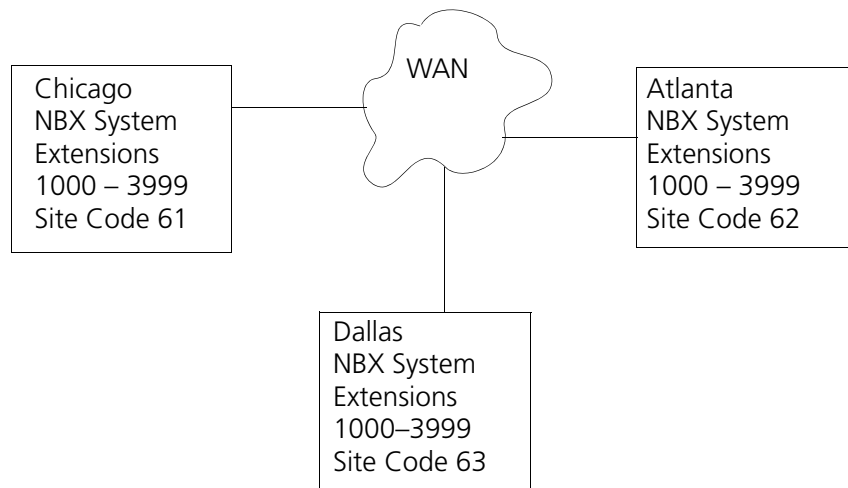 WAN
Chicago
NBX System
Extensions
1000 – 3999
Site Code 61
Atlanta
NBX System
Extensions
1000 – 3999
Site Code 62
Dallas
NBX System
Extensions
1000–3999
Site Code 63